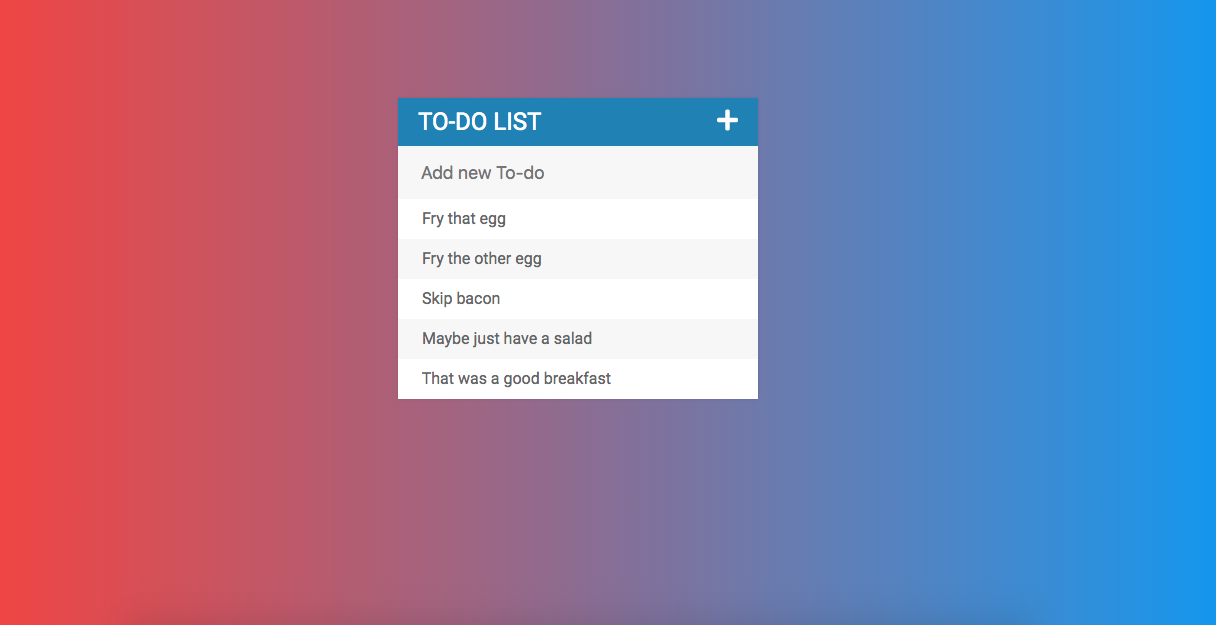 TO-DO LIST
Add new To-do
Fry that egg
Fry the other egg
Skip bacon
Maybe just have a salad
That was a good breakfast